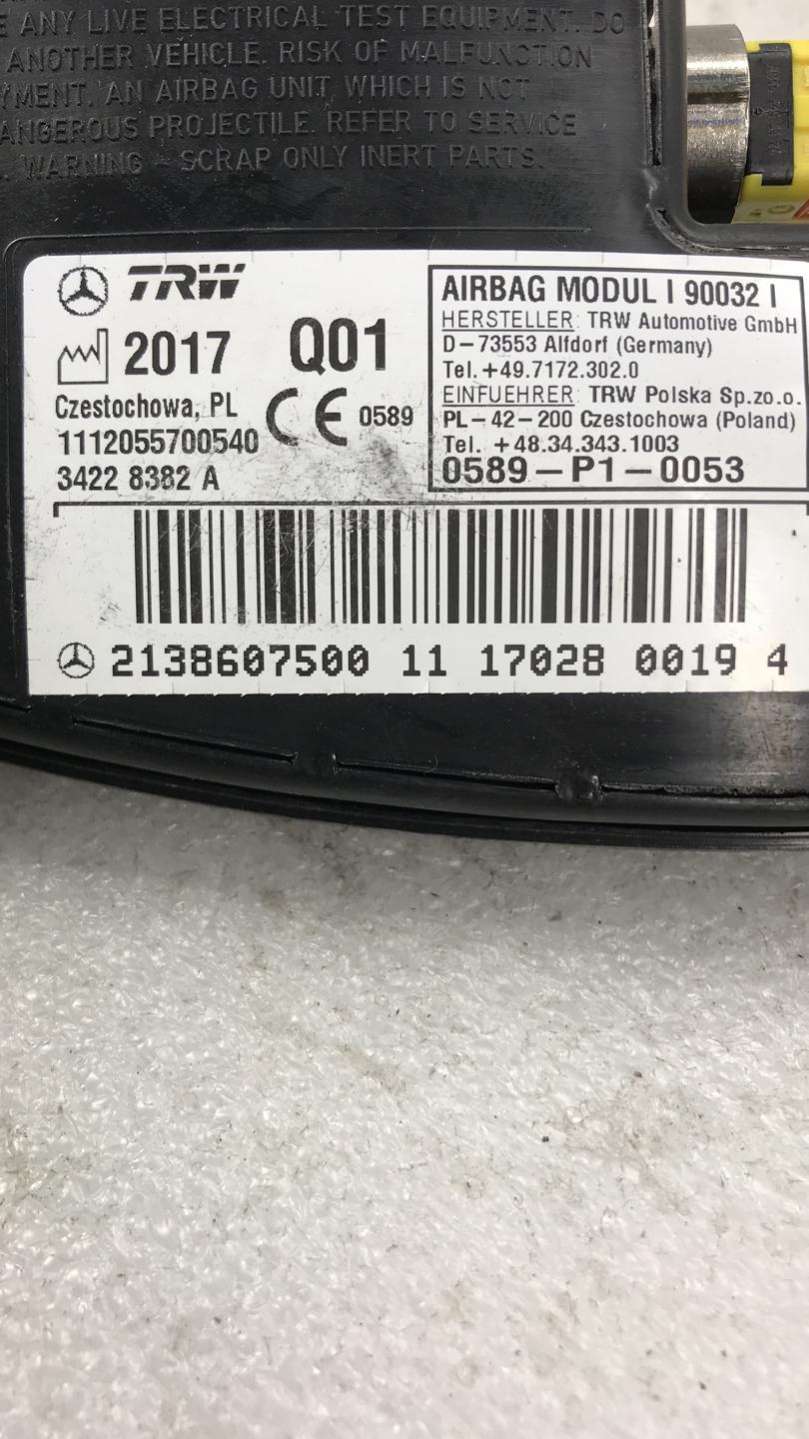 ANY LIVE ELECTRICAL TEST EQUIPMENT. DO
ANOTHER VEHICLE. RISK OF MALFUNCTION
AN AIRBAG UNIT, WHICH IS NOT
PROJECTILE. REFER TO SERVICE
WARNING - SCRAP ONLY INERT PARTS.
TRW
2017 Q01
Czestochowa, PL
CE 0589
1112055700540
34228382 A
AIRBAG MODUL I 90032 I
HERSTELLER: TRW Automotive GmbH
D-73553 Alfdorf (Germany)
Tel. +49.7172.302.0
EINFUEHRER: TRW Polska Sp.zo.o.
PL-42-200 Czestochowa (Poland)
Tel. +48.34.343.1003
0589-P1-0053
2138607500 11 170280 0019 4